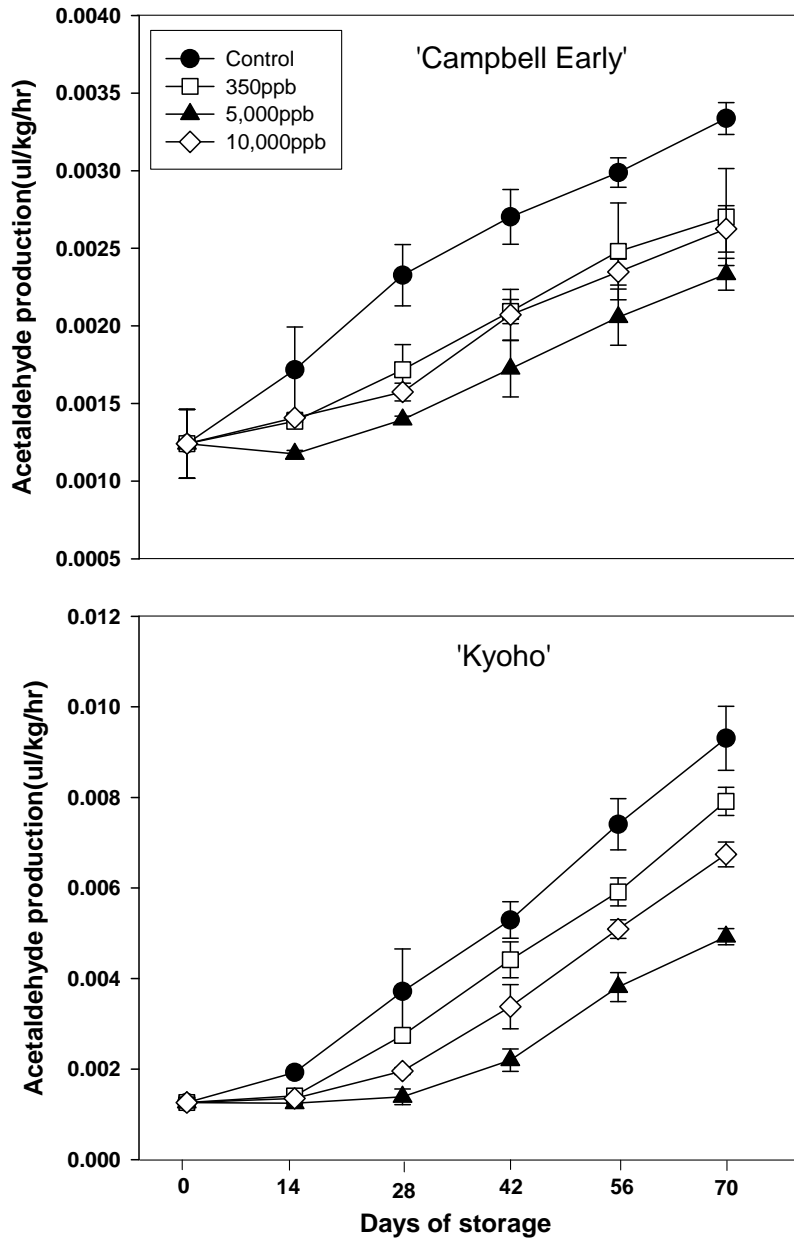 'Campbell Early'
Control
350ppb
5,000ppb
10,000ppb
Acetaldehyde production(ul/kg/hr)
0.0040
0.0035
0.0030
0.0025
0.0020
0.0015
0.0010
0.0005
'Kyoho'
Acetaldehyde production(ul/kg/hr)
0.012
0.010
0.008
0.006
0.004
0.002
0.000
0 14 28 42 56 70
Days of storage